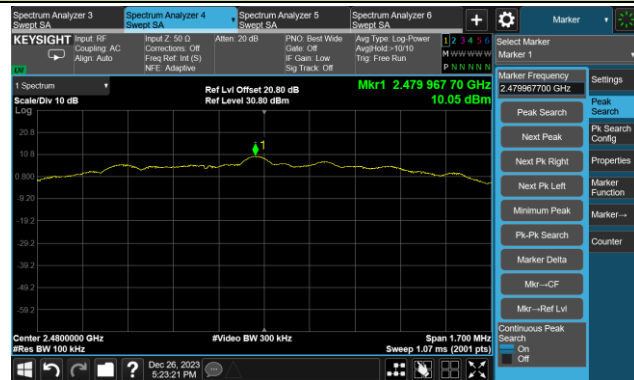 Spectrum Analyzer 3
Swept SA
Spectrum Analyzer 4
Swept SA
Spectrum Analyzer 5
Swept SA
Spectrum Analyzer 6
Swept SA
Marker
KEYSIGHT
Input: RF
Coupling: AC
Align: Auto
Input Z: 50 Ω
Corrections: Off
Freq Ref: Int (S)
NFE: Adaptive
Atten: 20 dB
PNO: Best Wide
Gate: Off
IF Gain: Low
Sig Track: Off
Avg Type: Log-Power
Avg|Hold:>10/10
Trig: Free Run
1 2 3 4 5 6
M W W W W W
P N N N N N
Select Marker
Marker 1
1 Spectrum
Scale/Div 10 dB
Log
Ref Lvl Offset 20.80 dB
Ref Level 30.80 dBm
Mkr1 2.479 967 70 GHz
10.05 dBm
20.8
10.8
0.800
-9.20
-19.2
-29.2
-39.2
-49.2
-59.2
1
Center 2.4800000 GHz
#Res BW 100 kHz
#Video BW 300 kHz
Span 1.700 MHz
Sweep 1.07 ms (2001 pts)
Marker Frequency
2.479967700 GHz
Peak Search
Next Peak
Next Pk Right
Next Pk Left
Minimum Peak
Pk-Pk Search
Marker Delta
Mkr→CF
Mkr→Ref Lvl
Continuous Peak
Search
On
Off
Settings
Peak
Search
Pk Search
Config
Properties
Marker
Function
Marker→
Counter
?
Dec 26, 2023
5:23:21 PM